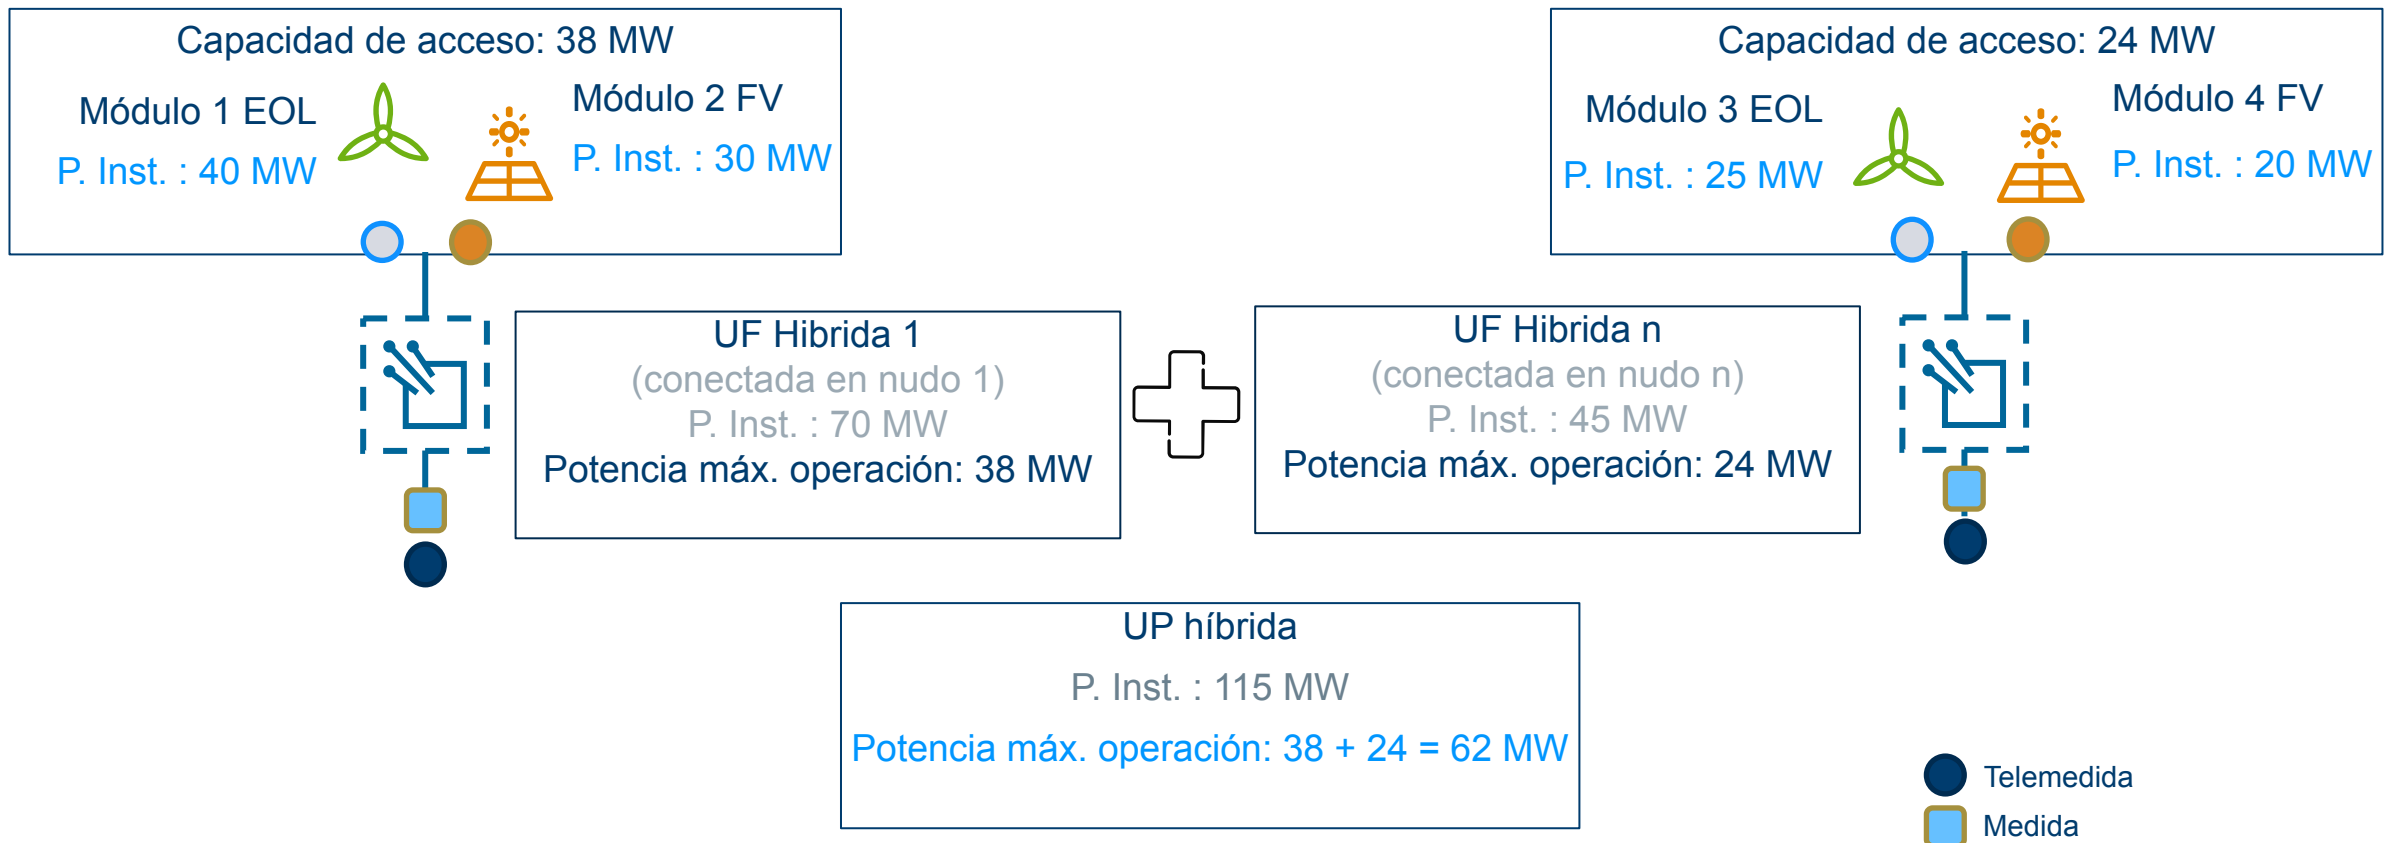 Capacidad de acceso: 38 MW
Módulo 1 EOL
P. Inst. : 40 MW
Módulo 2 FV
P. Inst. : 30 MW
Capacidad de acceso: 24 MW
Módulo 3 EOL
P. Inst. : 25 MW
Módulo 4 FV
P. Inst. : 20 MW
UF Hibrida 1
(conectada en nudo 1)
P. Inst. : 70 MW
Potencia máx. operación: 38 MW
UF Hibrida n
(conectada en nudo n)
P. Inst. : 45 MW
Potencia máx. operación: 24 MW
UP híbrida
P. Inst. : 115 MW
Potencia máx. operación: 38 + 24 = 62 MW
Telemedida
Medida